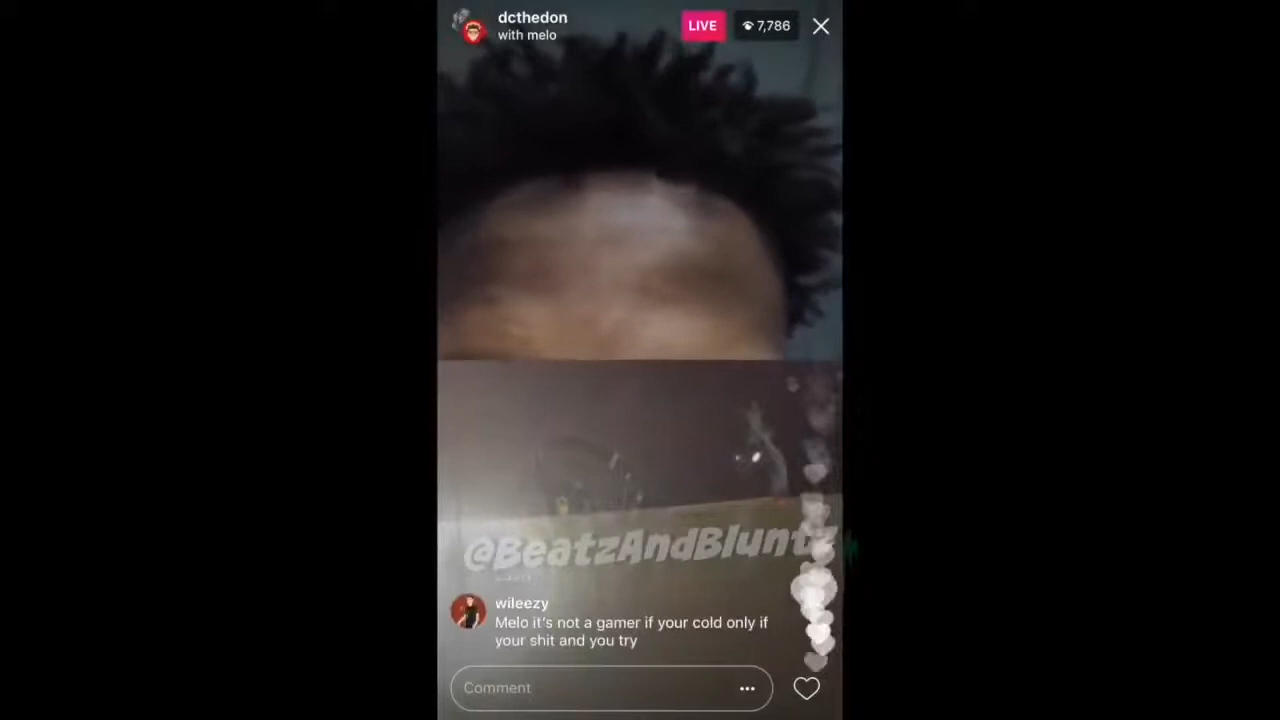 dcthedon
with melo
LIVE
7,786
@BeatzAndBluntz
wileezy
Melo it's not a gamer if your cold only if
your shit and you try
Comment